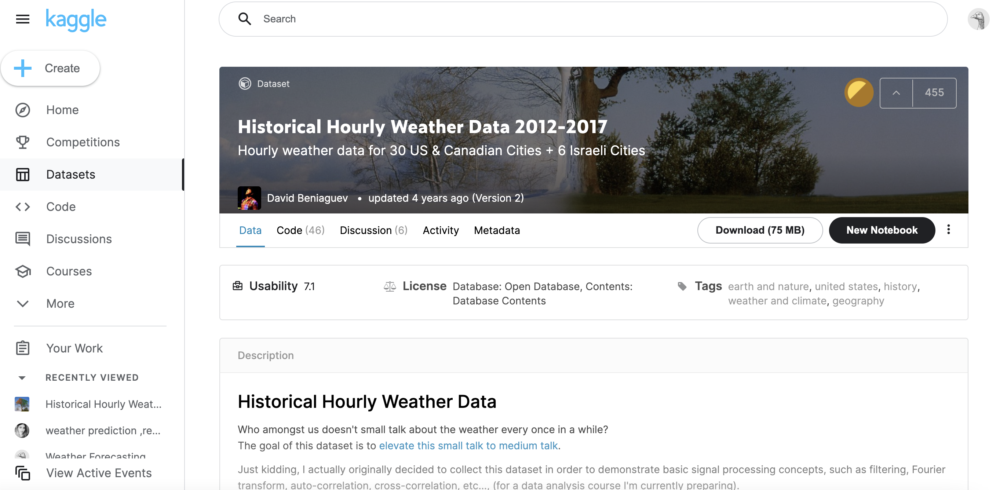 kaggle
Search
Create
Home
Competitions
Datasets
Code
Discussions
Courses
More
Your Work
RECENTLY VIEWED
Historical Hourly Weat...
weather prediction ,re...
Weather Forecasting
View Active Events
Dataset
455
Historical Hourly Weather Data 2012-2017
Hourly weather data for 30 US & Canadian Cities + 6 Israeli Cities
David Beniaguev • updated 4 years ago (Version 2)
Data Code (46) Discussion (6) Activity Metadata Download (75 MB) New Notebook
Usability 7.1
License Database: Open Database, Contents:
Database Contents
Tags earth and nature, united states, history,
weather and climate, geography
Description
Historical Hourly Weather Data
Who amongst us doesn't small talk about the weather every once in a while?
The goal of this dataset is to elevate this small talk to medium talk.
Just kidding, I actually originally decided to collect this dataset in order to demonstrate basic signal processing concepts, such as filtering, Fourier
transform, auto-correlation, cross-correlation, etc..., (for a data analysis course I'm currently preparing).